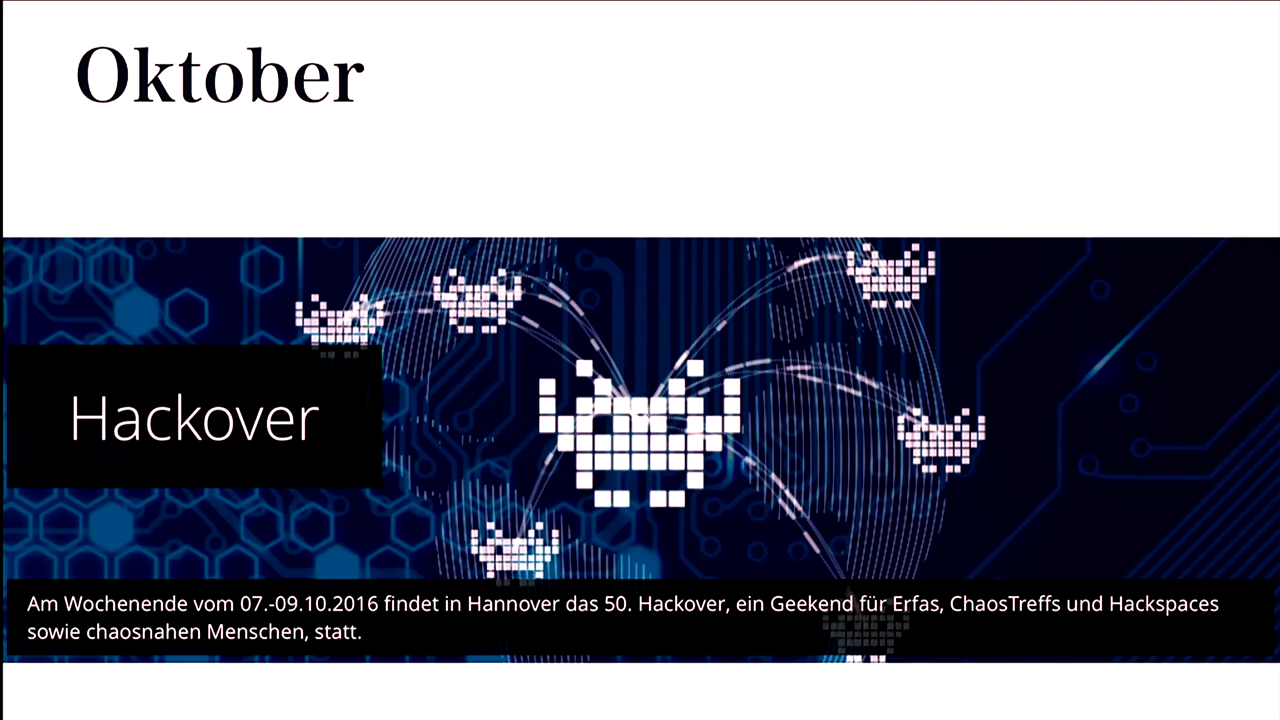 Oktober
Hackover
Am Wochenende vom 07.-09.10.2016 findet in Hannover das 50. Hackover, ein Geekend für Erfas, ChaosTreffs und Hackspaces
sowie chaosnahen Menschen, statt.